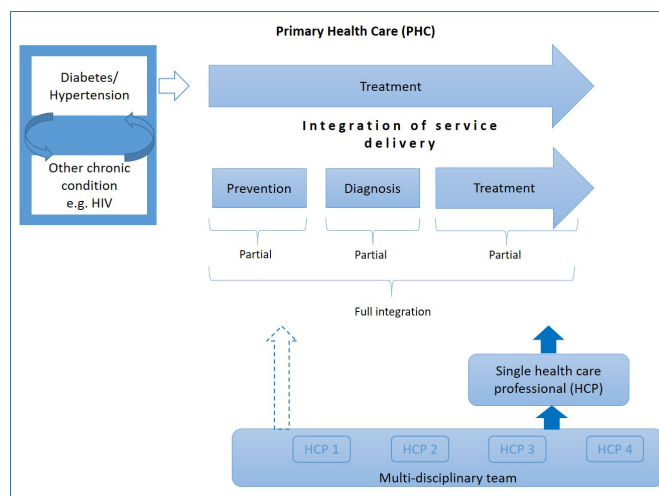 Primary Health Care (PHC)
Diabetes/
Hypertension
Other chronic
condition
e.g. HIV
Treatment
Integration of service
delivery
Prevention
Diagnosis
Treatment
Partial
Partial
Partial
Full integration
Single health care
professional (HCP)
HCP 1
HCP 2
HCP 3
HCP 4
Multi-disciplinary team